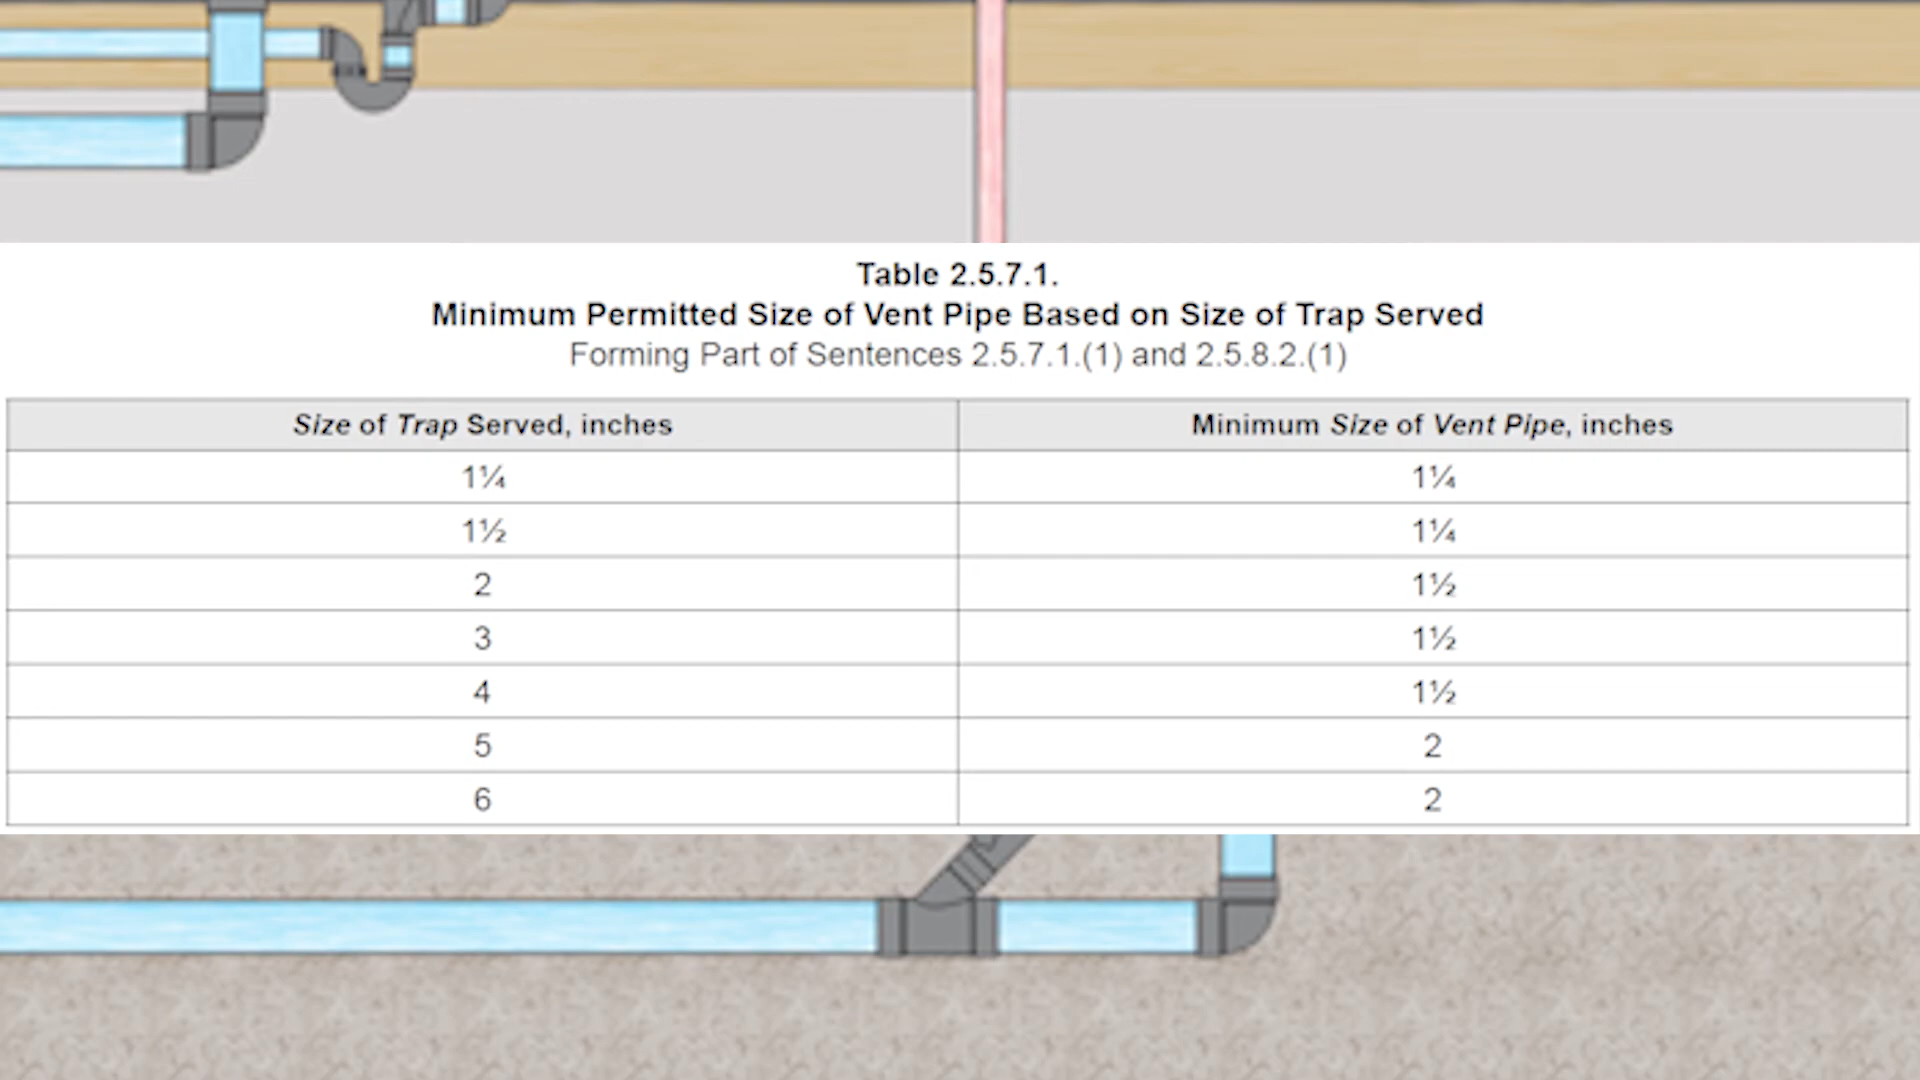 Table 2.5.7.1.
Minimum Permitted Size of Vent Pipe Based on Size of Trap Served
Forming Part of Sentences 2.5.7.1.(1) and 2.5.8.2.(1)
Size of Trap Served, inches Minimum Size of Vent Pipe, inches
1¼ 1¼
1½ 1¼
2 1½
3 1½
4 1½
5 2
6 2